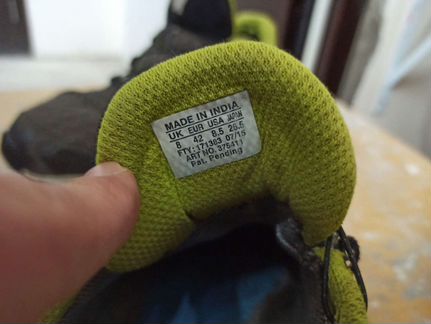 MADE IN INDIA
UK EUR USA JAPAN
8 42 8.5 26.5
FTY:171383 07/15
ART NO. 375411
Pat. Pending